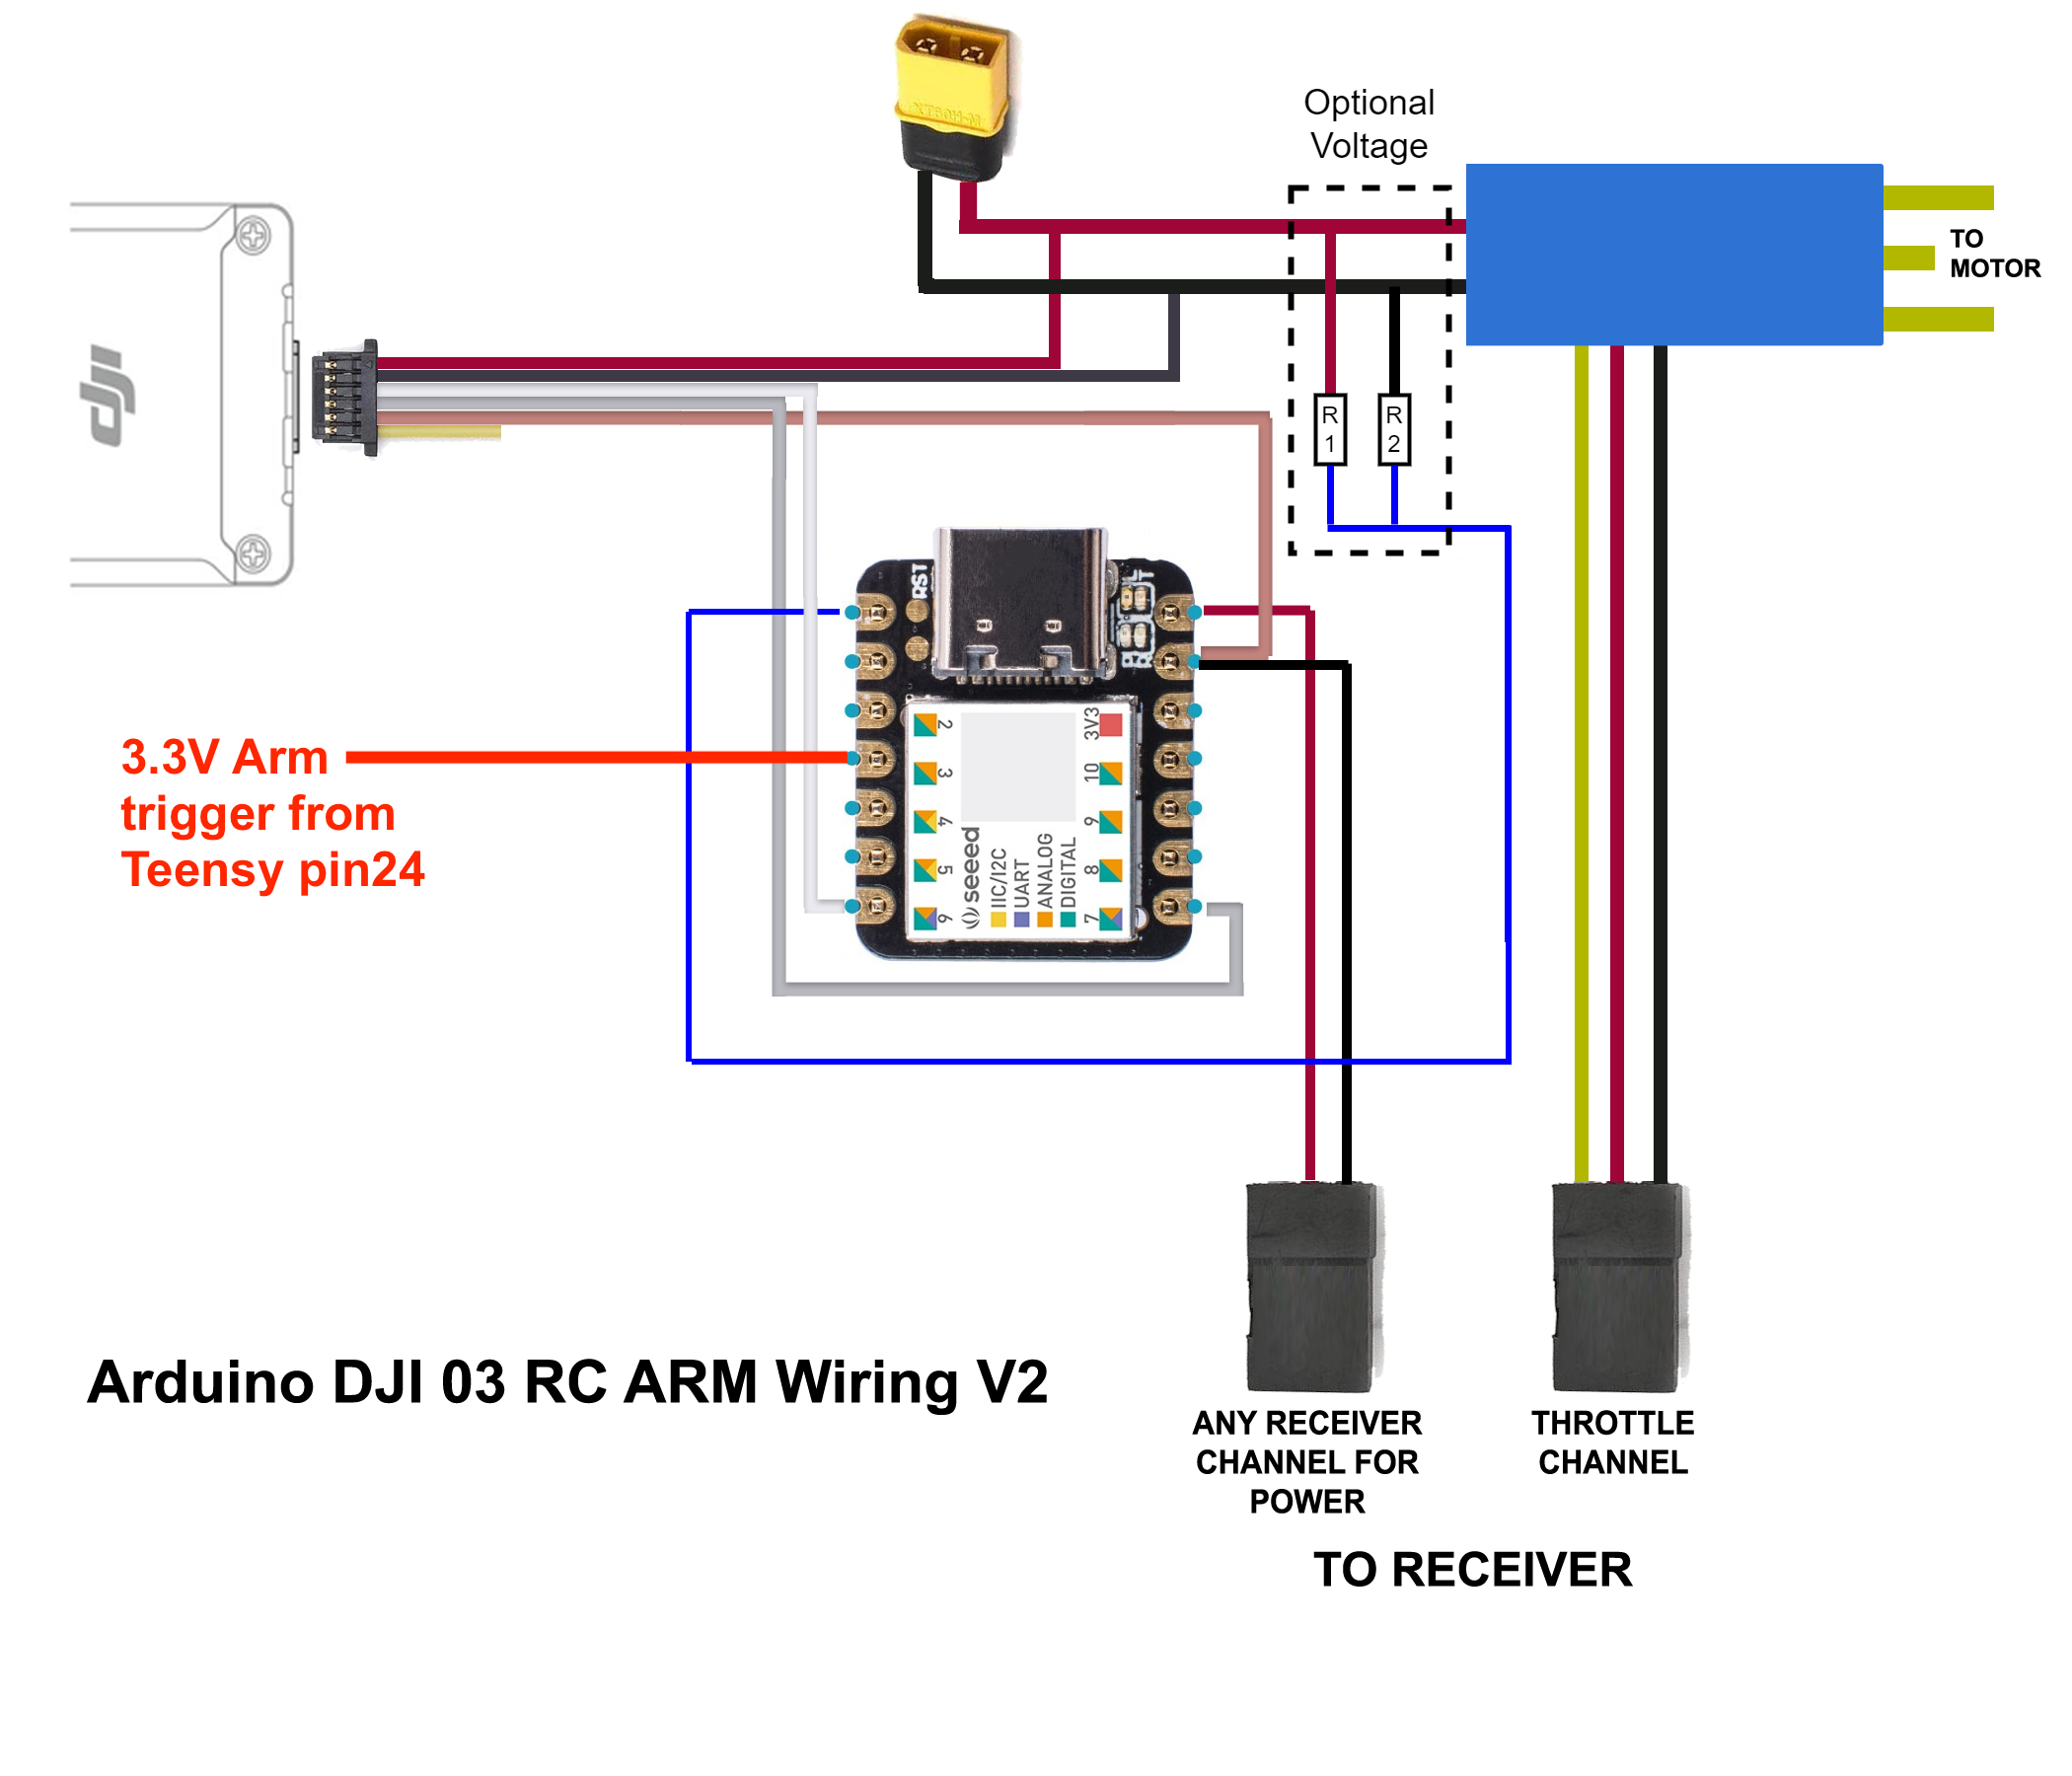 XT60H-M
Optional
Voltage
TO
MOTOR
dji
R
1
R
2
RST
3.3V Arm
trigger from
Teensy pin24
2
3
4
5
6
3V3
10
9
8
7
seeed
IIC/I2C
UART
ANALOG
DIGITAL
Arduino DJI 03 RC ARM Wiring V2
ANY RECEIVER
CHANNEL FOR
POWER
THROTTLE
CHANNEL
TO RECEIVER